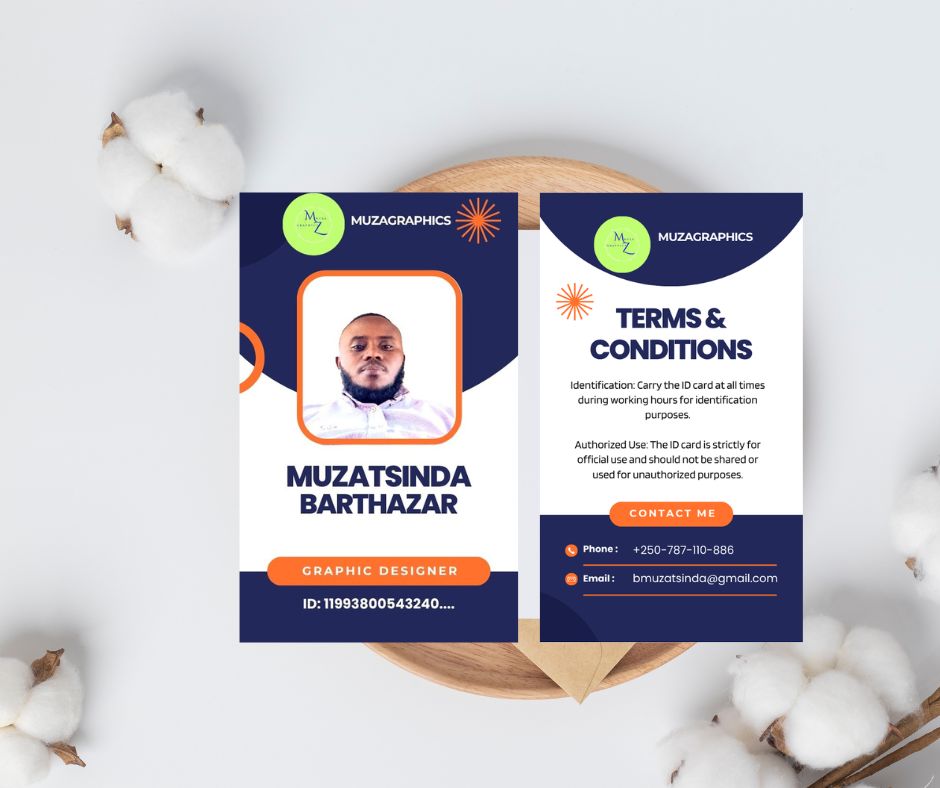 MUZA
GRAPHICS
MUZAGRAPHICS
MUZATSINDA
BARTHAZAR
GRAPHIC DESIGNER
ID: 11993800543240....
MUZAGRAPHICS
TERMS &
CONDITIONS
Identification: Carry the ID card at all times
during working hours for identification
purposes.
Authorized Use: The ID card is strictly for
official use and should not be shared or
used for unauthorized purposes.
CONTACT ME
Phone : +250-787-110-886
Email : bmuzatsinda@gmail.com